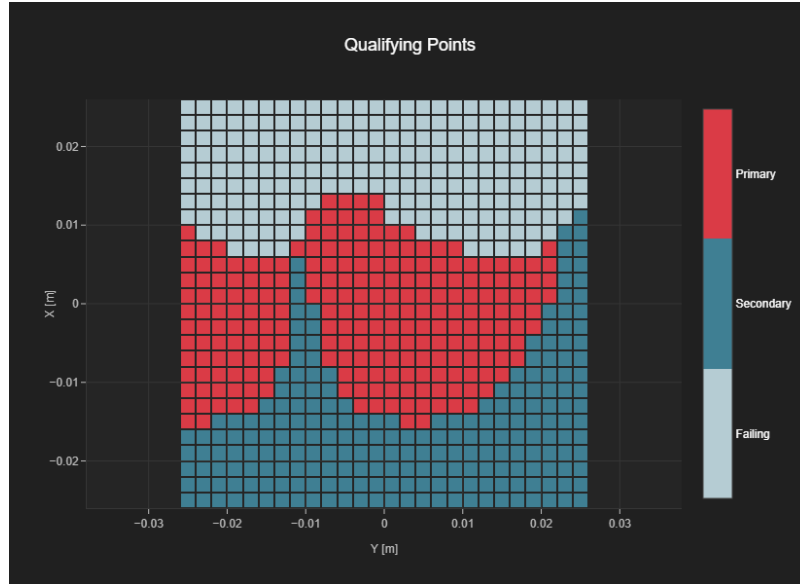 Qualifying Points
0.02
0.01
0
−0.01
−0.02
X [m]
−0.03
−0.02
−0.01
0
0.01
0.02
0.03
Y [m]
Primary
Secondary
Failing